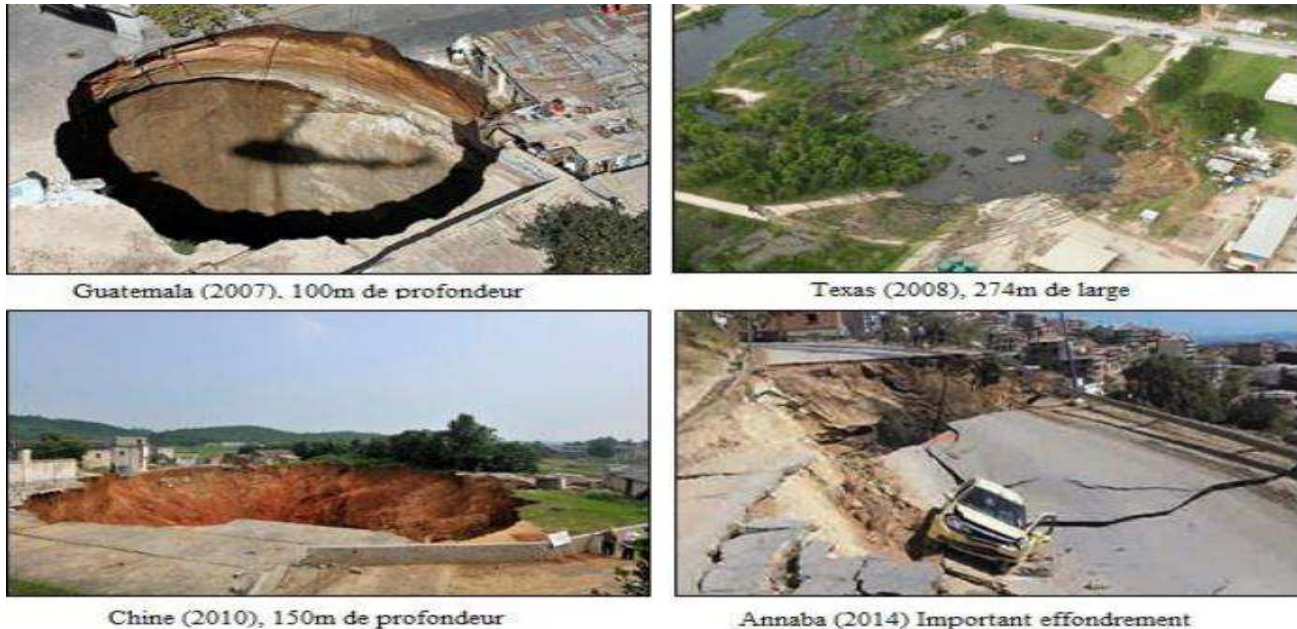 Guatemala (2007), 100m de profondeur
Texas (2008), 274m de large
Chine (2010), 150m de profondeur
Annaba (2014) Important effondrement